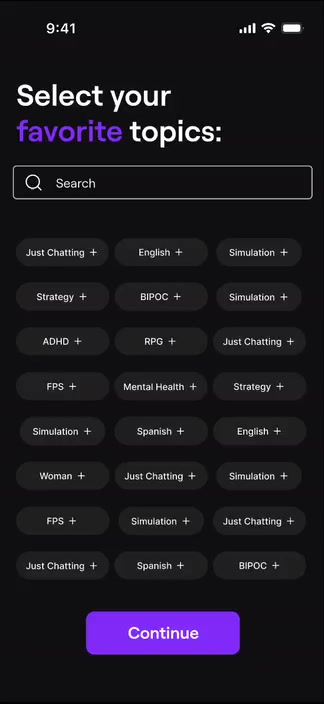 9:41
Select your
favorite topics:
Search
Just Chatting + English + Simulation +
Strategy + BIPOC + Simulation +
ADHD + RPG + Just Chatting +
FPS + Mental Health + Strategy +
Simulation + Spanish + English +
Woman + Just Chatting + Simulation +
FPS + Simulation + Just Chatting +
Just Chatting + Spanish + BIPOC +
Continue